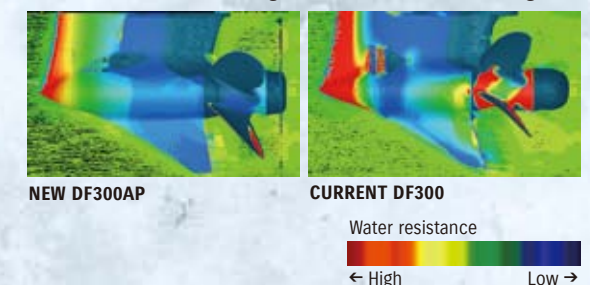 NEW DF300AP
CURRENT DF300
Water resistance
← High
Low →